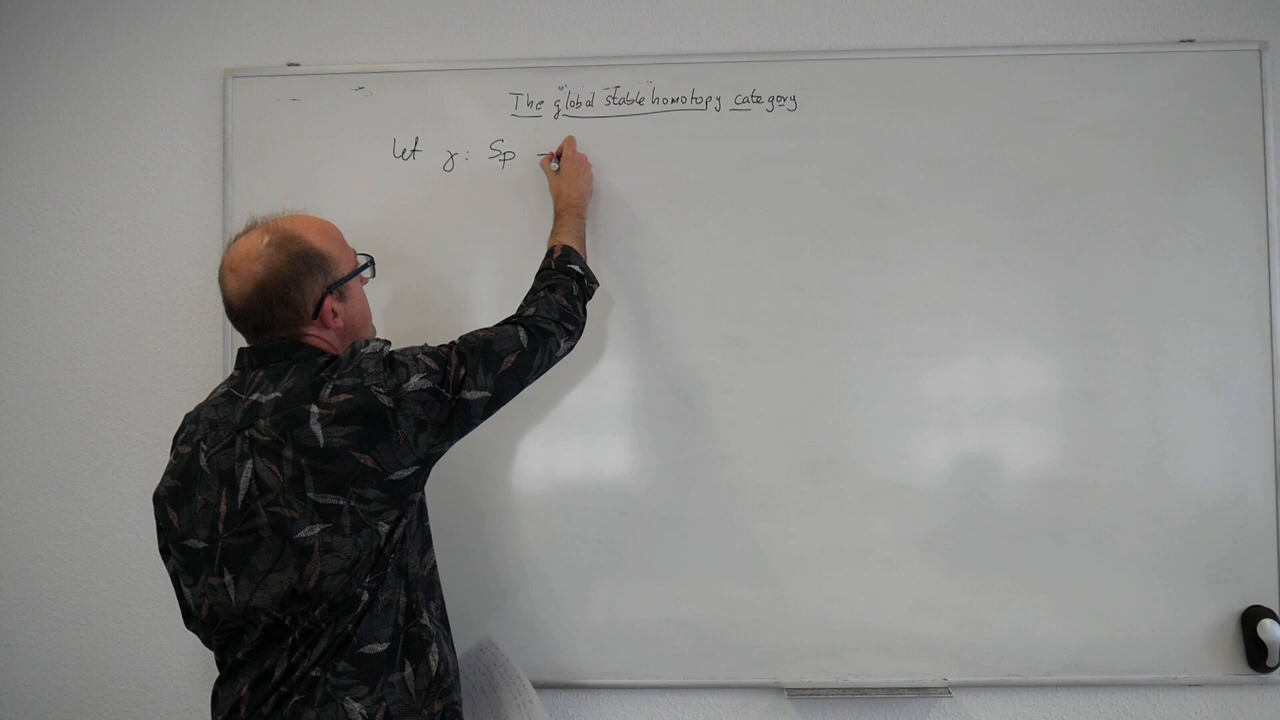 The global stable homotopy category
Let γ: Sp →